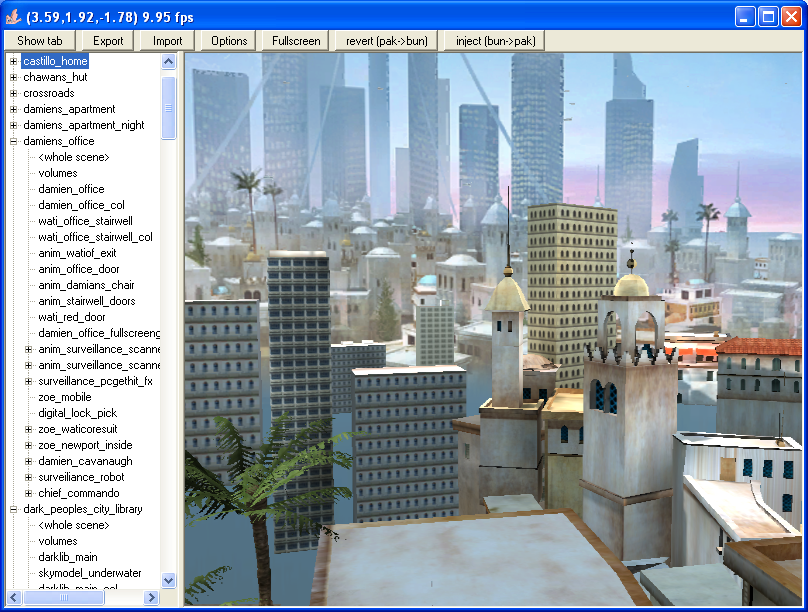 (3.59,1.92,-1.78) 9.95 fps
Show tab Export Import Options Fullscreen revert (pak->bun) inject (bun->pak)
castillo_home
chawans_hut
crossroads
damiens_apartment
damiens_apartment_night
damiens_office
<whole scene>
volumes
damien_office
damien_office_col
wati_office_stairwell
wati_office_stairwell_col
anim_watiof_exit
anim_office_door
anim_damians_chair
anim_stairwell_doors
wati_red_door
damien_office_fullscreeng
anim_surveillance_scanne
anim_surveillance_scanne
surveillance_pcgethit_fx
zoe_mobile
digital_lock_pick
zoe_waticoresuit
zoe_newport_inside
damien_cavanaugh
surveillance_robot
chief_commando
dark_peoples_city_library
<whole scene>
volumes
darklib_main
skymodel_underwater
darklib_main_col